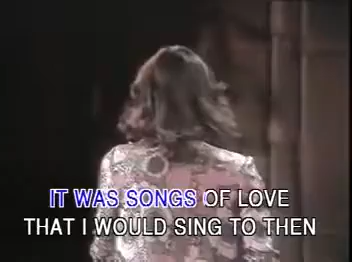 IT WAS SONGS OF LOVE
THAT I WOULD SING TO THEN